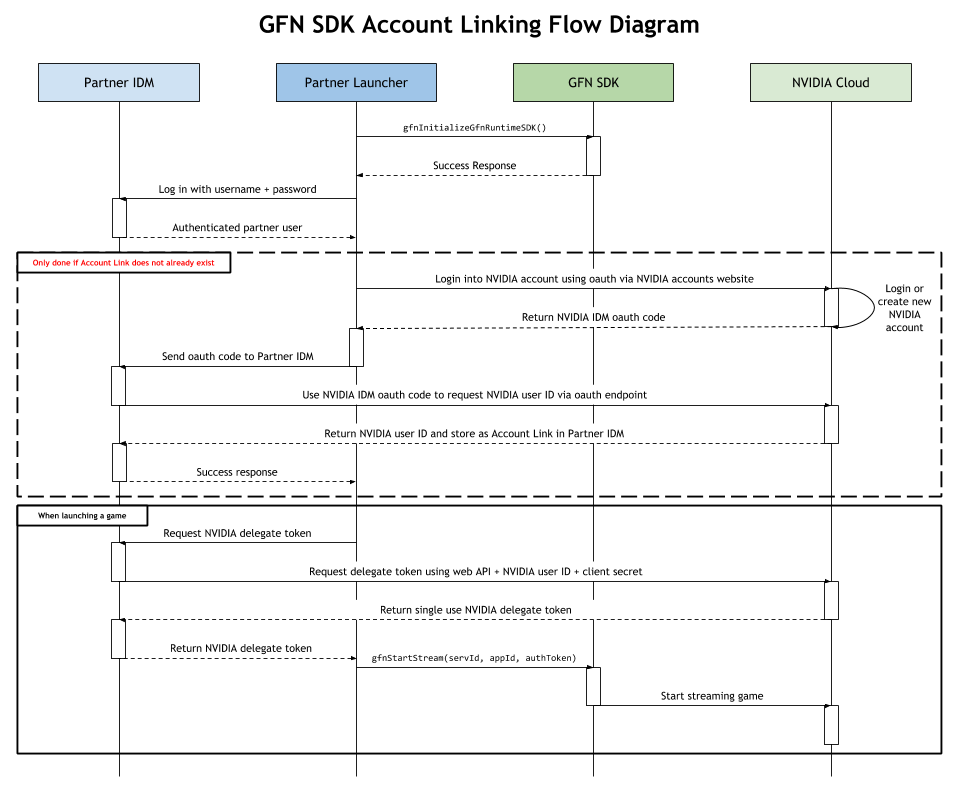 GFN SDK Account Linking Flow Diagram
Partner IDM
Partner Launcher
GFN SDK
NVIDIA Cloud
gfnInitializeGfnRuntimeSDK()
Success Response
Log in with username + password
Authenticated partner user
Only done if Account Link does not already exist
Login into NVIDIA account using oauth via NVIDIA accounts website
Login or
create new
NVIDIA
account
Return NVIDIA IDM oauth code
Send oauth code to Partner IDM
Use NVIDIA IDM oauth code to request NVIDIA user ID via oauth endpoint
Return NVIDIA user ID and store as Account Link in Partner IDM
Success response
When launching a game
Request NVIDIA delegate token
Request delegate token using web API + NVIDIA user ID + client secret
Return single use NVIDIA delegate token
Return NVIDIA delegate token
gfnStartStream(servId, appId, authToken)
Start streaming game